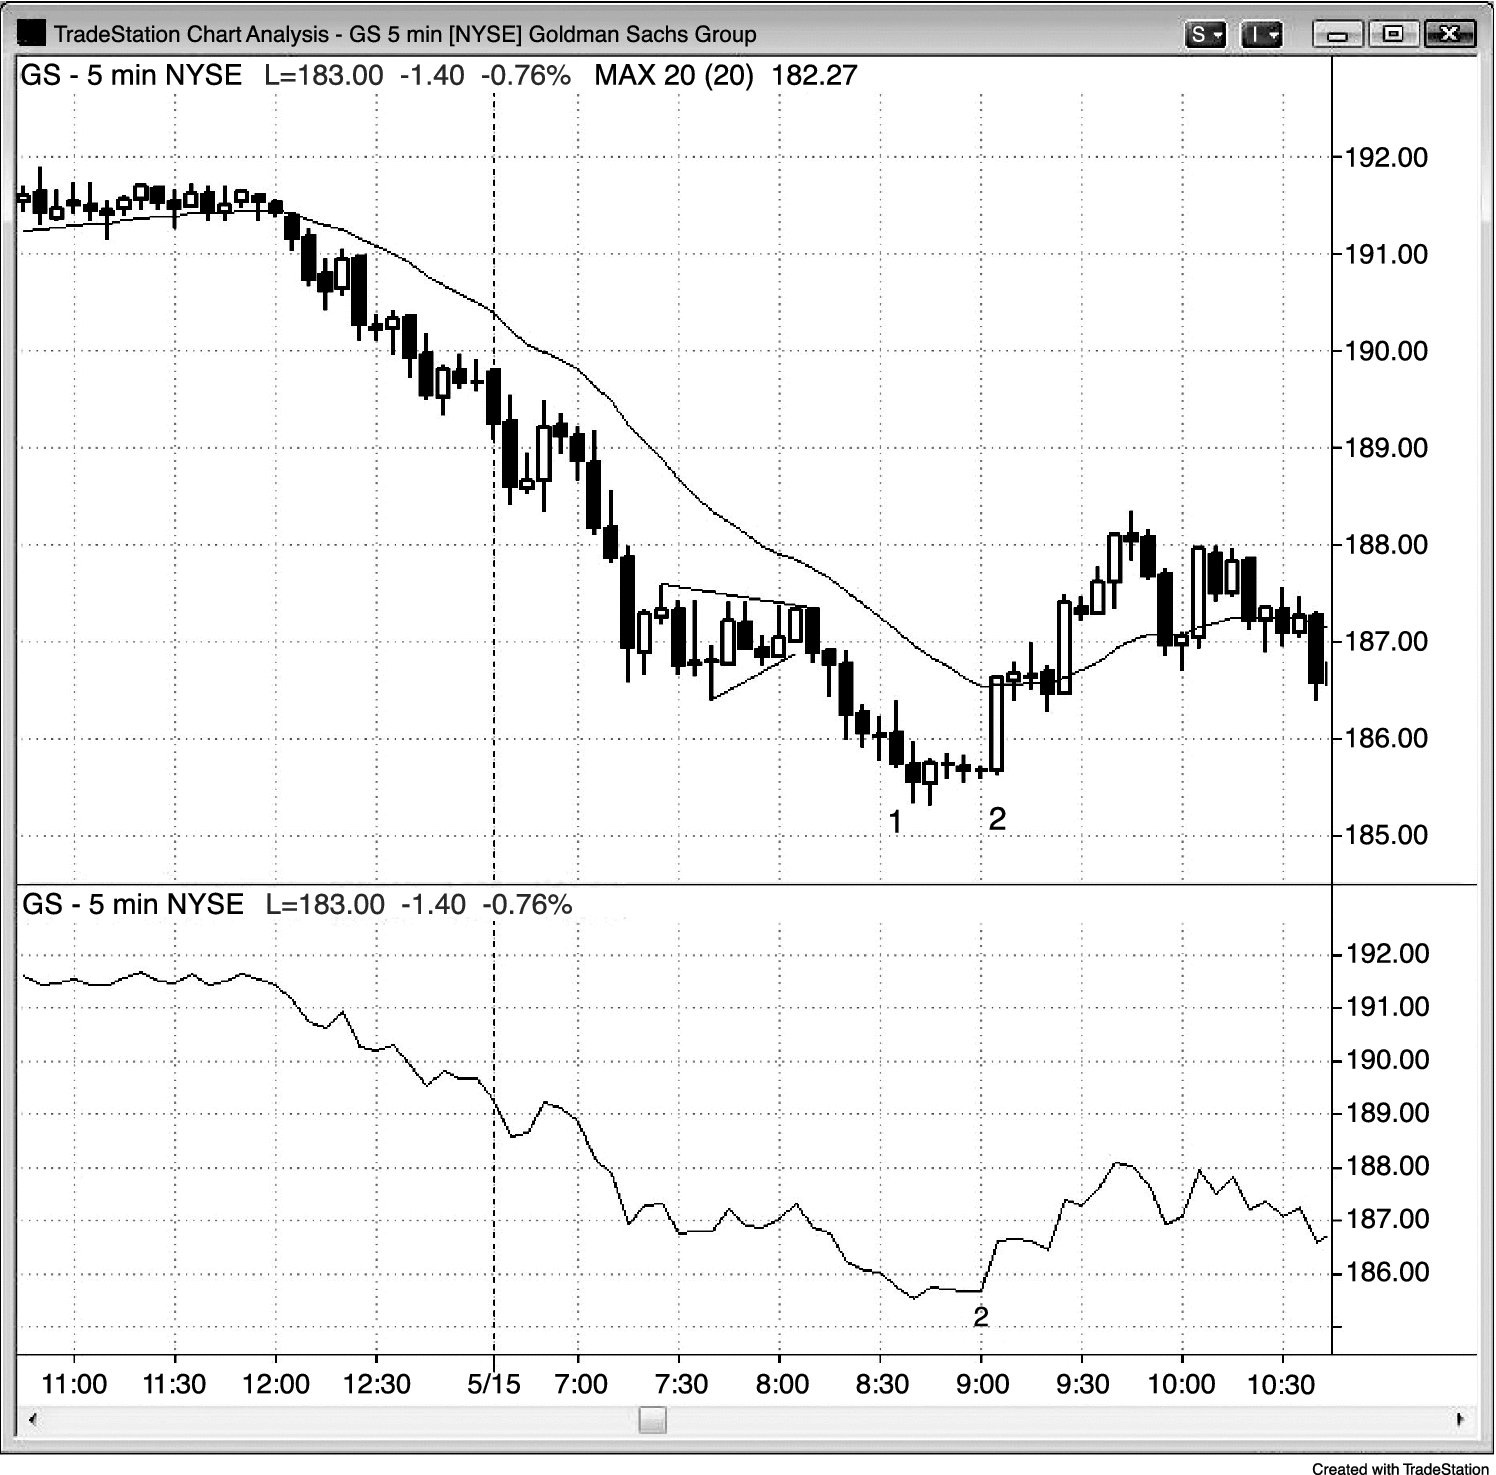 TradeStation Chart Analysis - GS 5 min [NYSE] Goldman Sachs Group
S
I
GS - 5 min NYSE L=183.00 -1.40 -0.76% MAX 20 (20) 182.27
192.00
191.00
190.00
189.00
188.00
187.00
186.00
1 2
185.00
GS - 5 min NYSE L=183.00 -1.40 -0.76%
192.00
191.00
190.00
189.00
188.00
187.00
186.00
2
11:00 11:30 12:00 12:30 5/15 7:00 7:30 8:00 8:30 9:00 9:30 10:00 10:30
Created with TradeStation